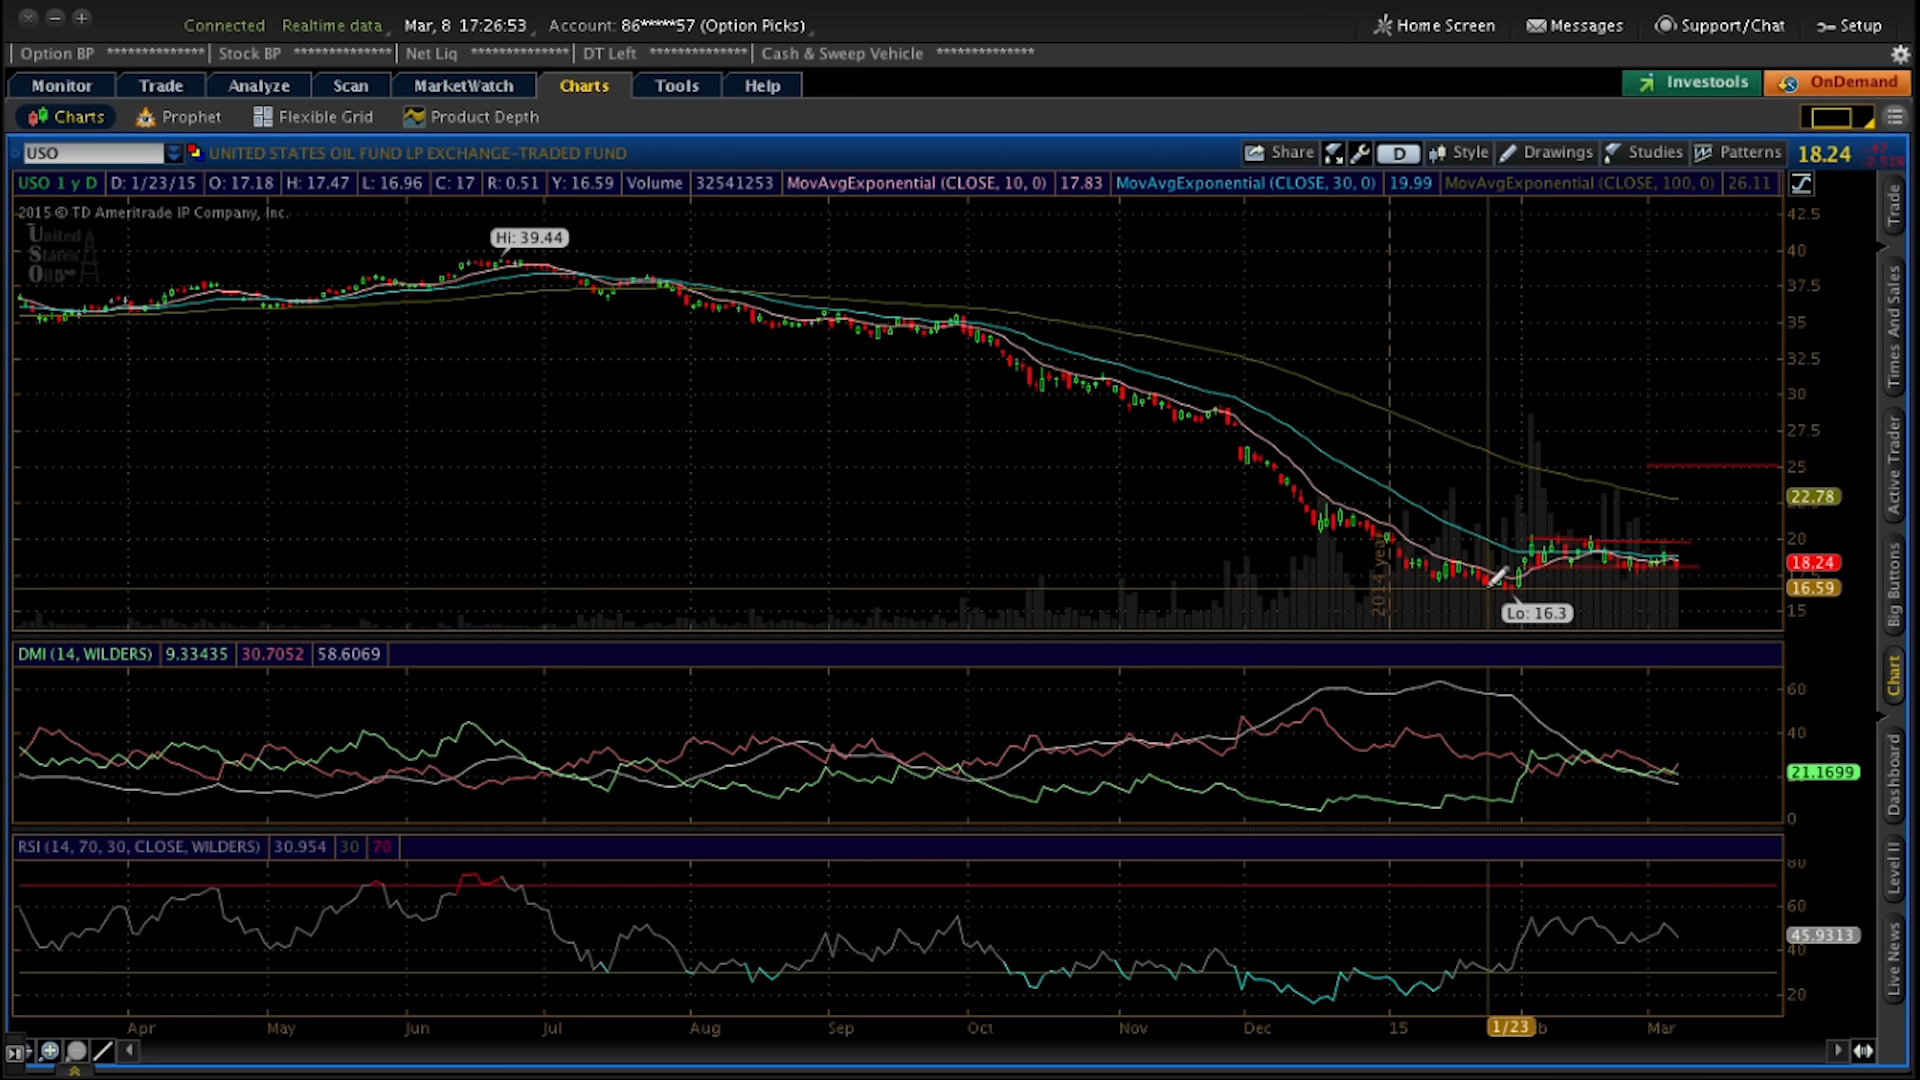 Connected Realtime data Mar, 8 17:26:53 Account: 86*****57 (Option Picks) Home Screen Messages Support/Chat Setup
Option BP ************** Stock BP ************** Net Liq ************** DT Left ************** Cash & Sweep Vehicle **************
Monitor Trade Analyze Scan MarketWatch Charts Tools Help Investools OnDemand
Charts Prophet Flexible Grid Product Depth
USO UNITED STATES OIL FUND LP EXCHANGE-TRADED FUND Share D Style Drawings Studies Patterns 18.24
USO 1 y D D: 1/23/15 O: 17.18 H: 17.47 L: 16.96 C: 17 R: 0.51 Y: 16.59 Volume 32541253 MovAvgExponential (CLOSE, 10, 0) 17.83 MovAvgExponential (CLOSE, 30, 0) 19.99 MovAvgExponential (CLOSE, 100, 0) 26.11
2015 © TD Ameritrade IP Company, Inc.
United
States
Oil
Hi: 39.44
42.5
40
37.5
35
32.5
30
27.5
25
22.78
20
18.24
16.59
15
2014 year
Lo: 16.3
DMI (14, WILDERS) 9.33435 30.7052 58.6069
60
40
21.1699
0
RSI (14, 70, 30, CLOSE, WILDERS) 30.954 30 70
80
60
45.9313
40
20
Apr May Jun Jul Aug Sep Oct Nov Dec 15 1/23 b Mar
Trade
Times And Sales
Active Trader
Big Buttons
Chart
Dashboard
Level II
Live News